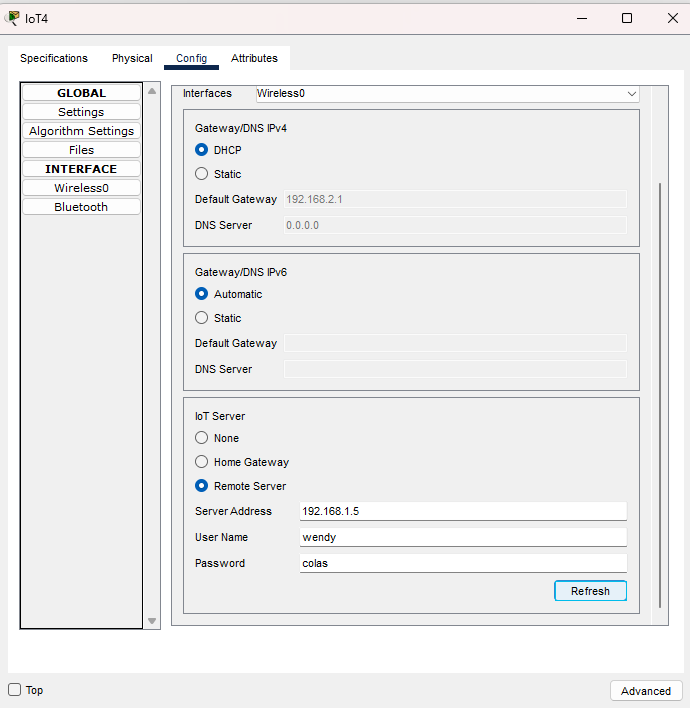 IoT4
Specifications Physical Config Attributes
GLOBAL
Settings
Algorithm Settings
Files
INTERFACE
Wireless0
Bluetooth
Interfaces Wireless0
Gateway/DNS IPv4
DHCP
Static
Default Gateway 192.168.2.1
DNS Server 0.0.0.0
Gateway/DNS IPv6
Automatic
Static
Default Gateway
DNS Server
IoT Server
None
Home Gateway
Remote Server
Server Address 192.168.1.5
User Name wendy
Password colas
Refresh
Top Advanced